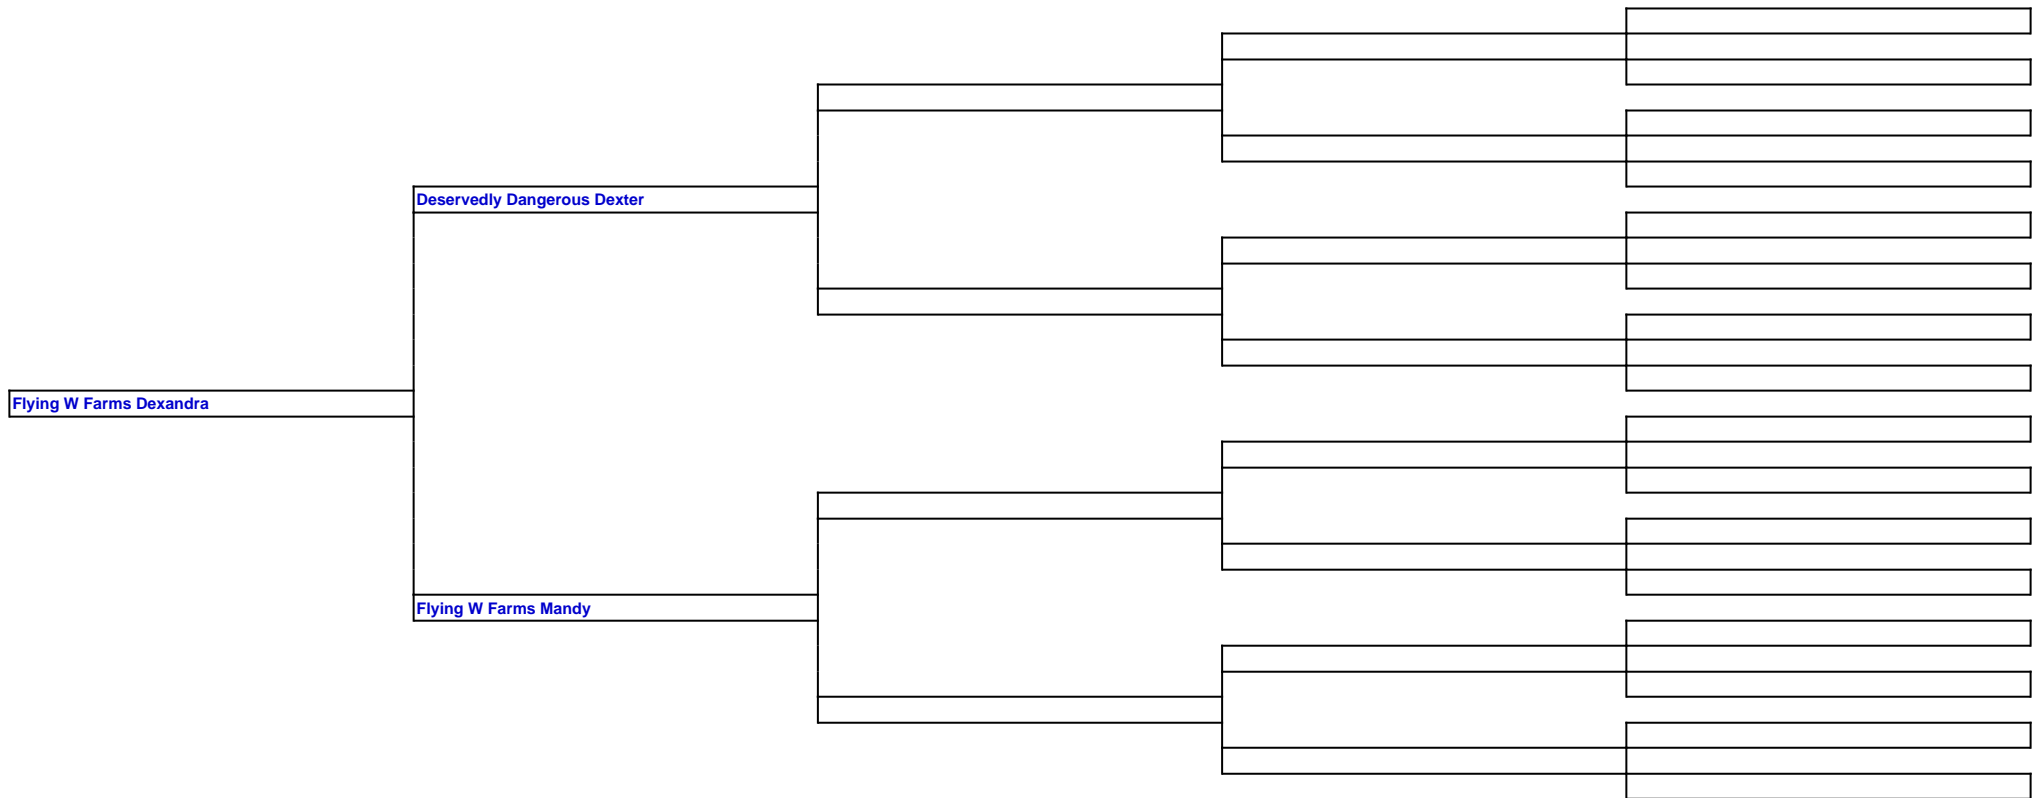 Deservedly Dangerous Dexter
Flying W Farms Dexandra
Flying W Farms Mandy